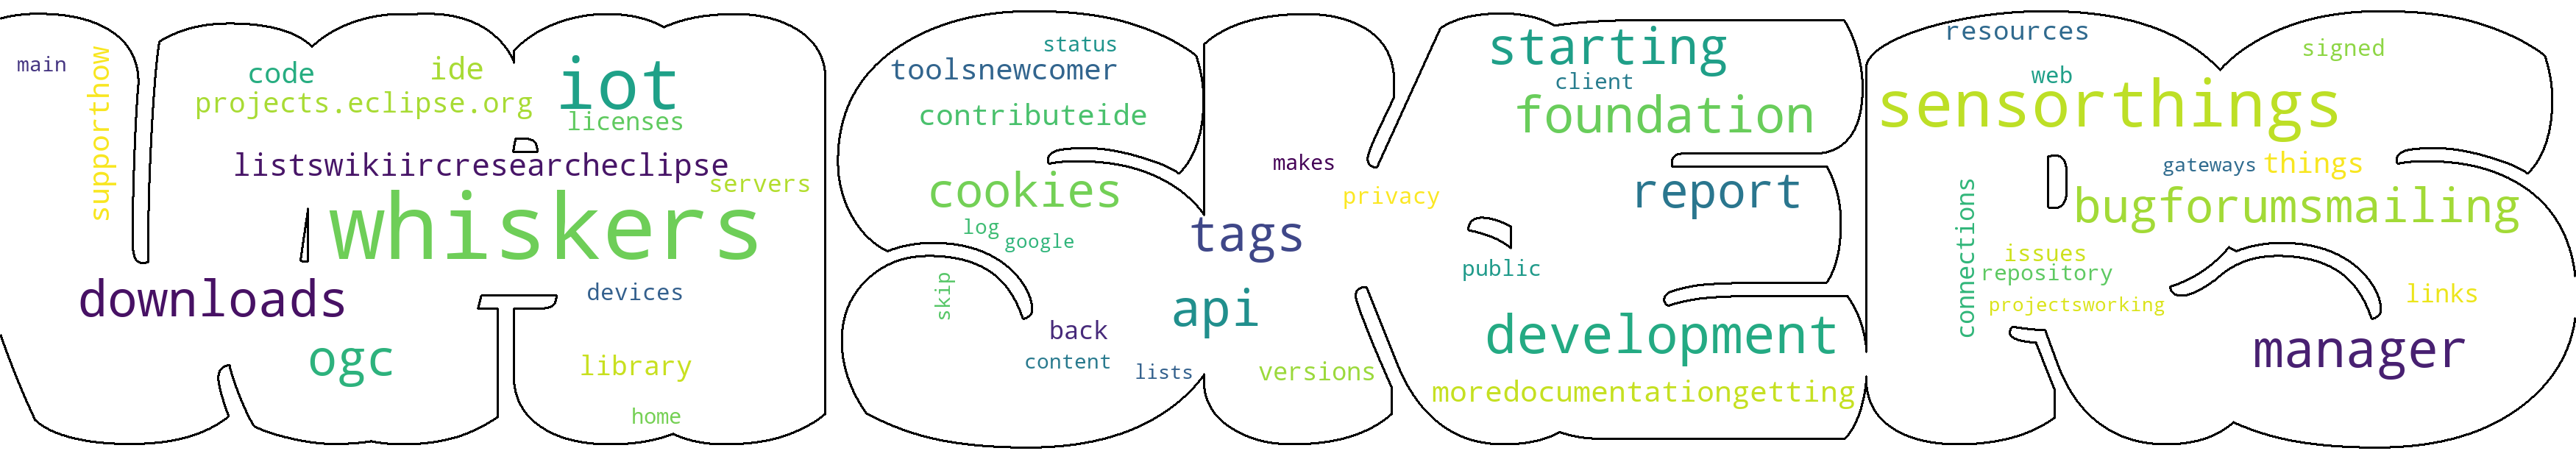 main
supporthow
code
ide
projects.eclipse.org
iot
licenses
listswikiircresearcheclipse
servers
whiskers
downloads
devices
ogc
library
home
status
toolsnewcomer
contributeide
cookies
log
google
skip
makes
privacy
tags
api
back
content
lists
versions
starting
client
foundation
report
public
development
moredocumentationgetting
resources
signed
web
sensorthings
gateways
things
bugforumsmailing
connections
issues
repository
projectsworking
links
manager